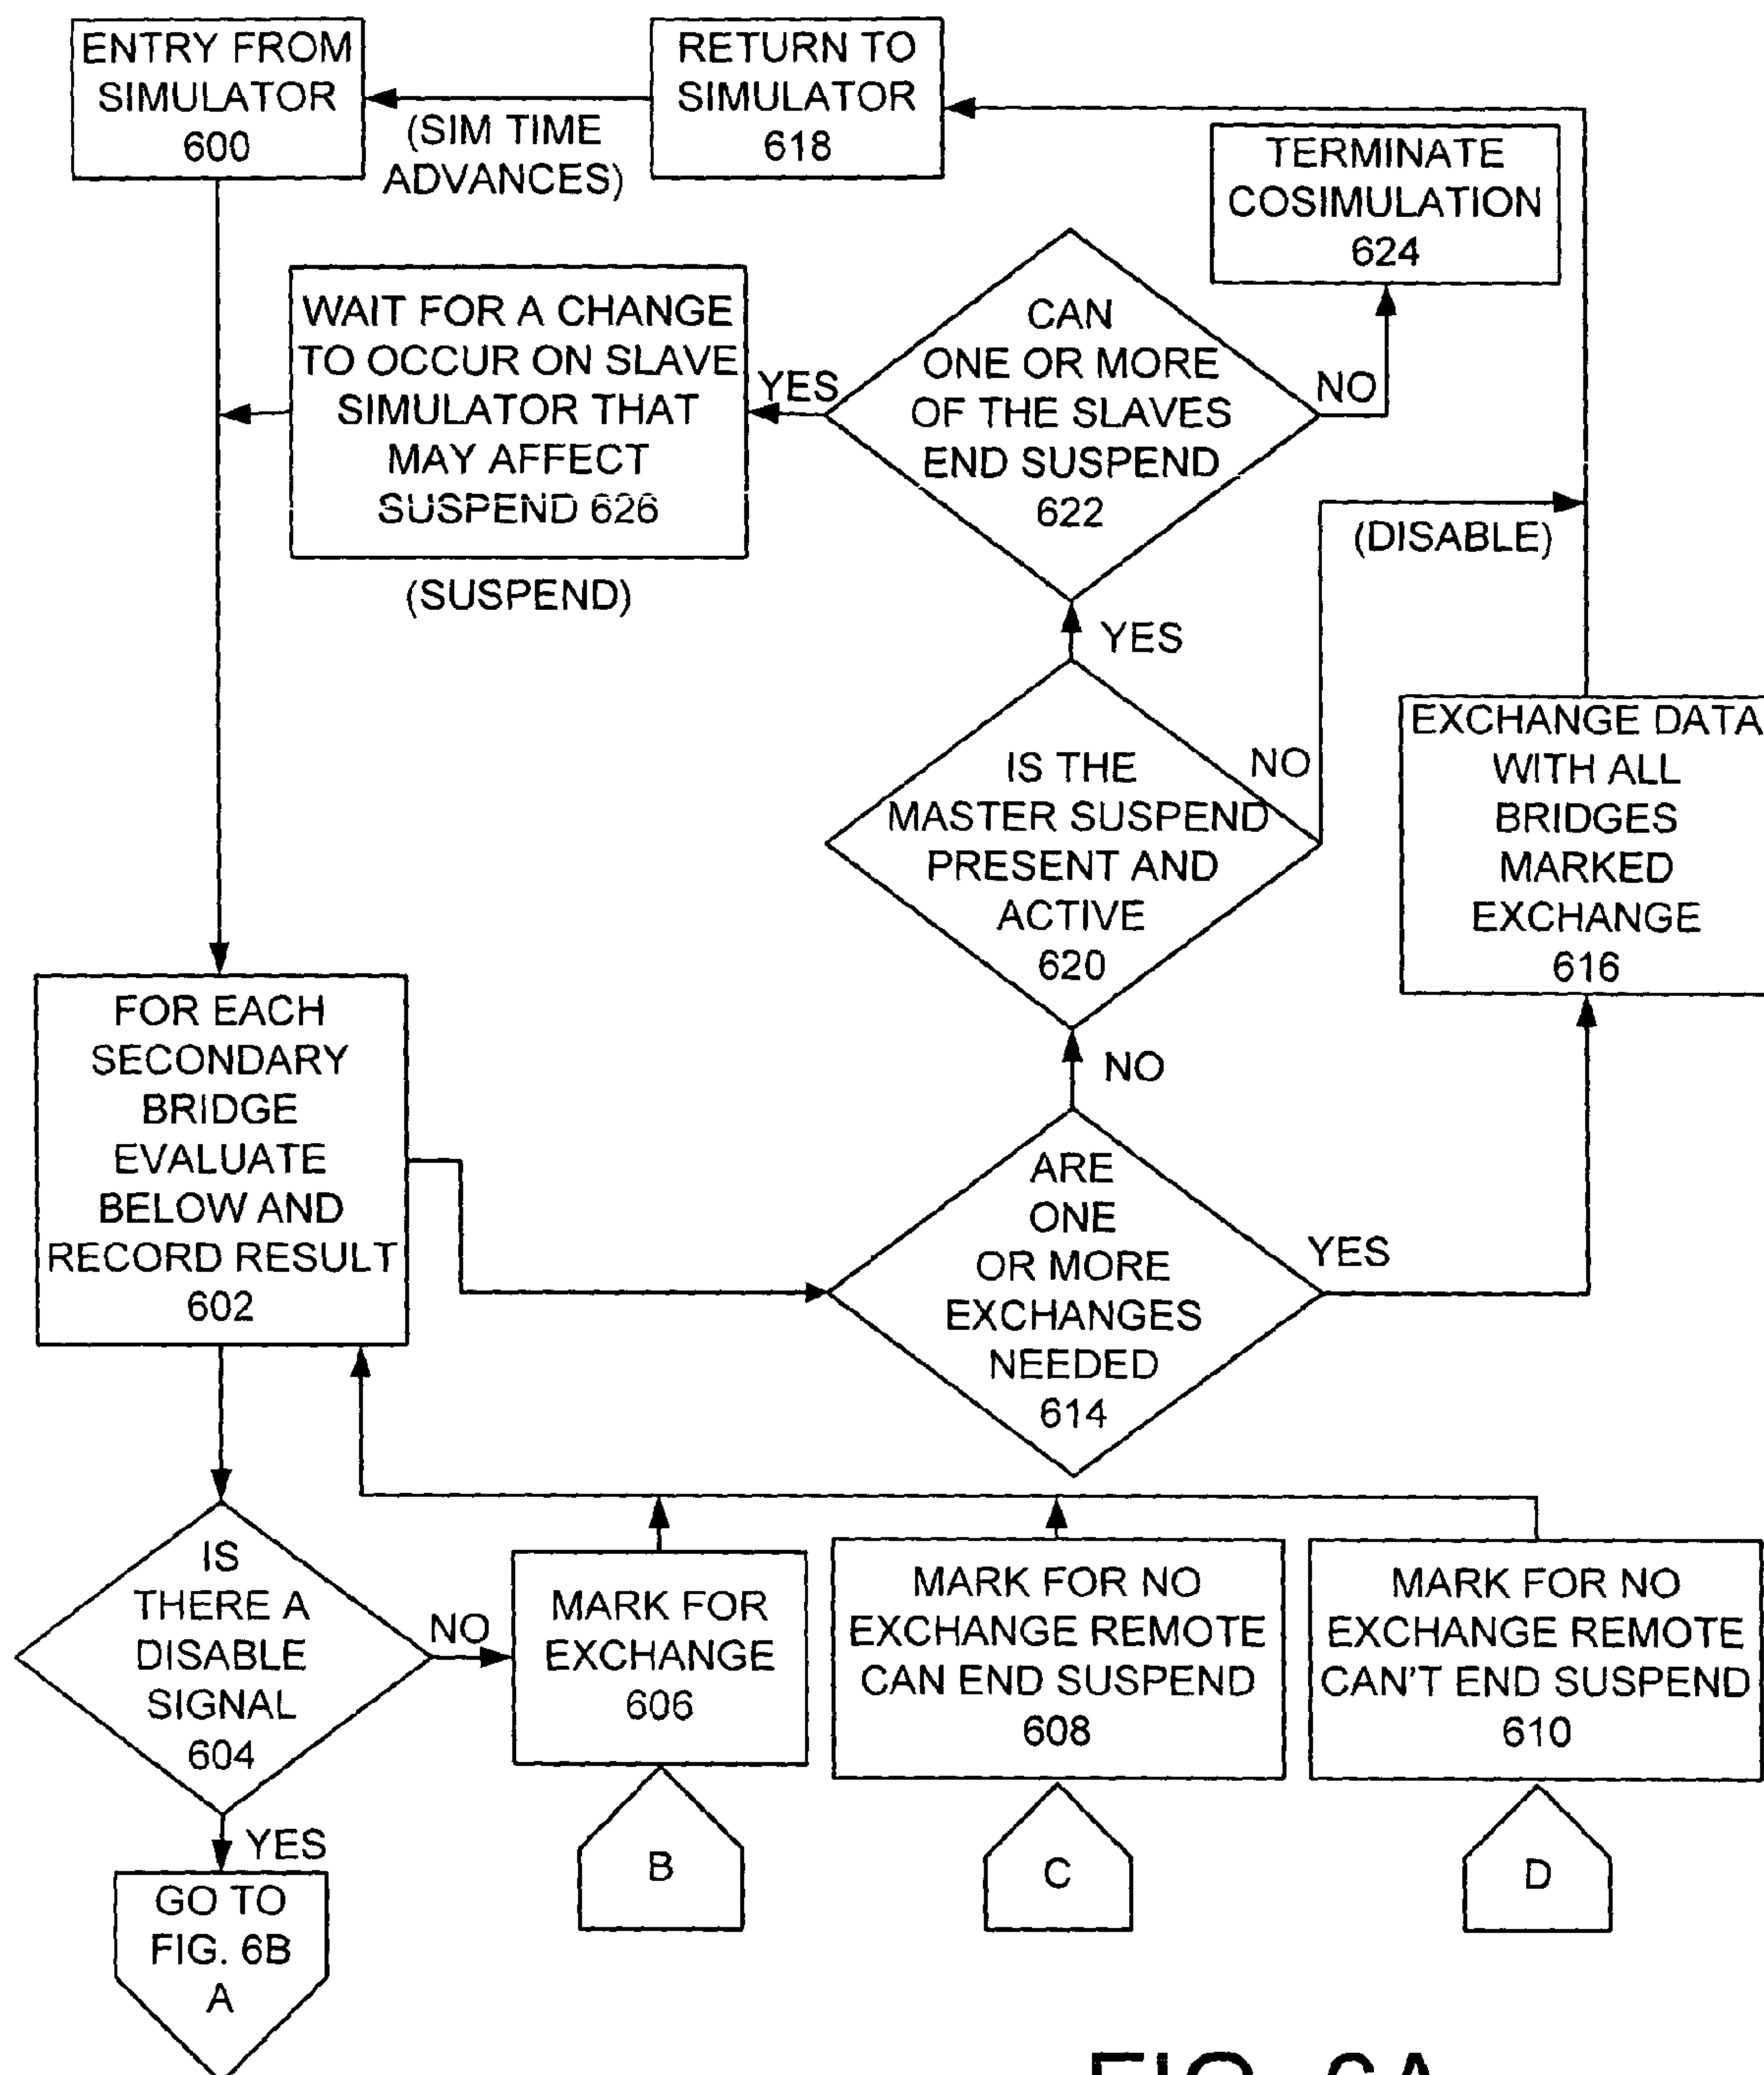 ENTRY FROM
SIMULATOR
600
RETURN TO
SIMULATOR
618
(SIM TIME
ADVANCES)
TERMINATE
COSIMULATION
624
WAIT FOR A CHANGE
TO OCCUR ON SLAVE
SIMULATOR THAT
MAY AFFECT
SUSPEND 626
(SUSPEND)
YES
CAN
ONE OR MORE
OF THE SLAVES
END SUSPEND
622
NO
(DISABLE)
YES
IS THE
MASTER SUSPEND
PRESENT AND
ACTIVE
620
NO
EXCHANGE DATA
WITH ALL
BRIDGES
MARKED
EXCHANGE
616
FOR EACH
SECONDARY
BRIDGE
EVALUATE
BELOW AND
RECORD RESULT
602
NO
ARE
ONE
OR MORE
EXCHANGES
NEEDED
614
YES
IS
THERE A
DISABLE
SIGNAL
604
NO
MARK FOR
EXCHANGE
606
MARK FOR NO
EXCHANGE REMOTE
CAN END SUSPEND
608
MARK FOR NO
EXCHANGE REMOTE
CAN'T END SUSPEND
610
YES
GO TO
FIG. 6B
A
B
C
D
FIG. 6A